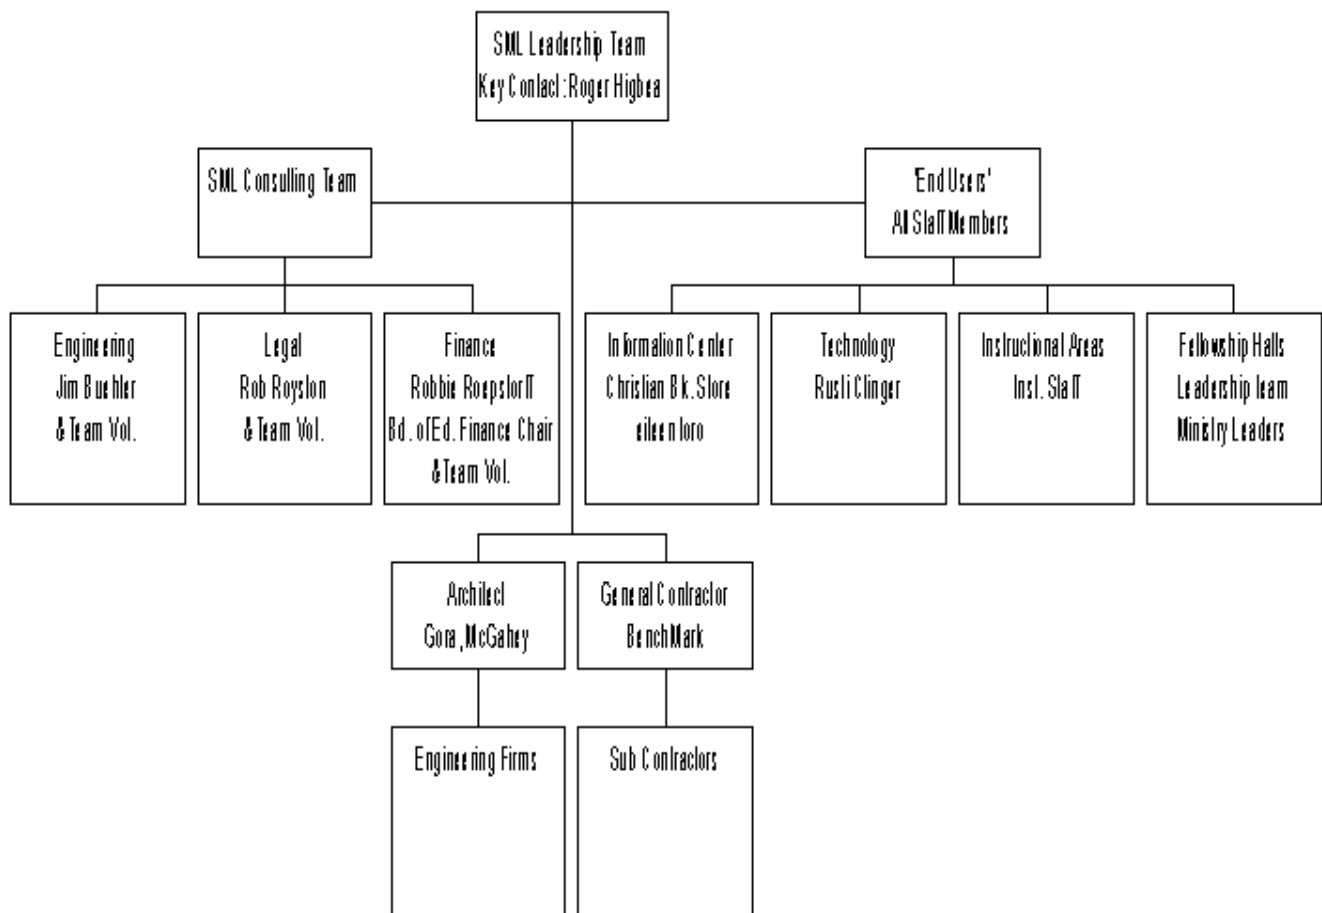 SML Leadership Team
Key Contact: Roger Higbea
SML Consulting Team
'End Users'
All Staff Members
Engineering
Jim Buehler
& Team Vol.
Legal
Rob Royston
& Team Vol.
Finance
Robbie Roepstorff
Bd. of Ed. Finance Chair
& Team Vol.
Information Center
Christian Bk. Store
eileen toro
Technology
Rusti Clinger
Instructional Areas
Inst. Staff
Fellowship Halls
Leadership team
Ministry Leaders
Architect
Gora, McGahey
General Contractor
BenchMark
Engineering Firms
Sub Contractors